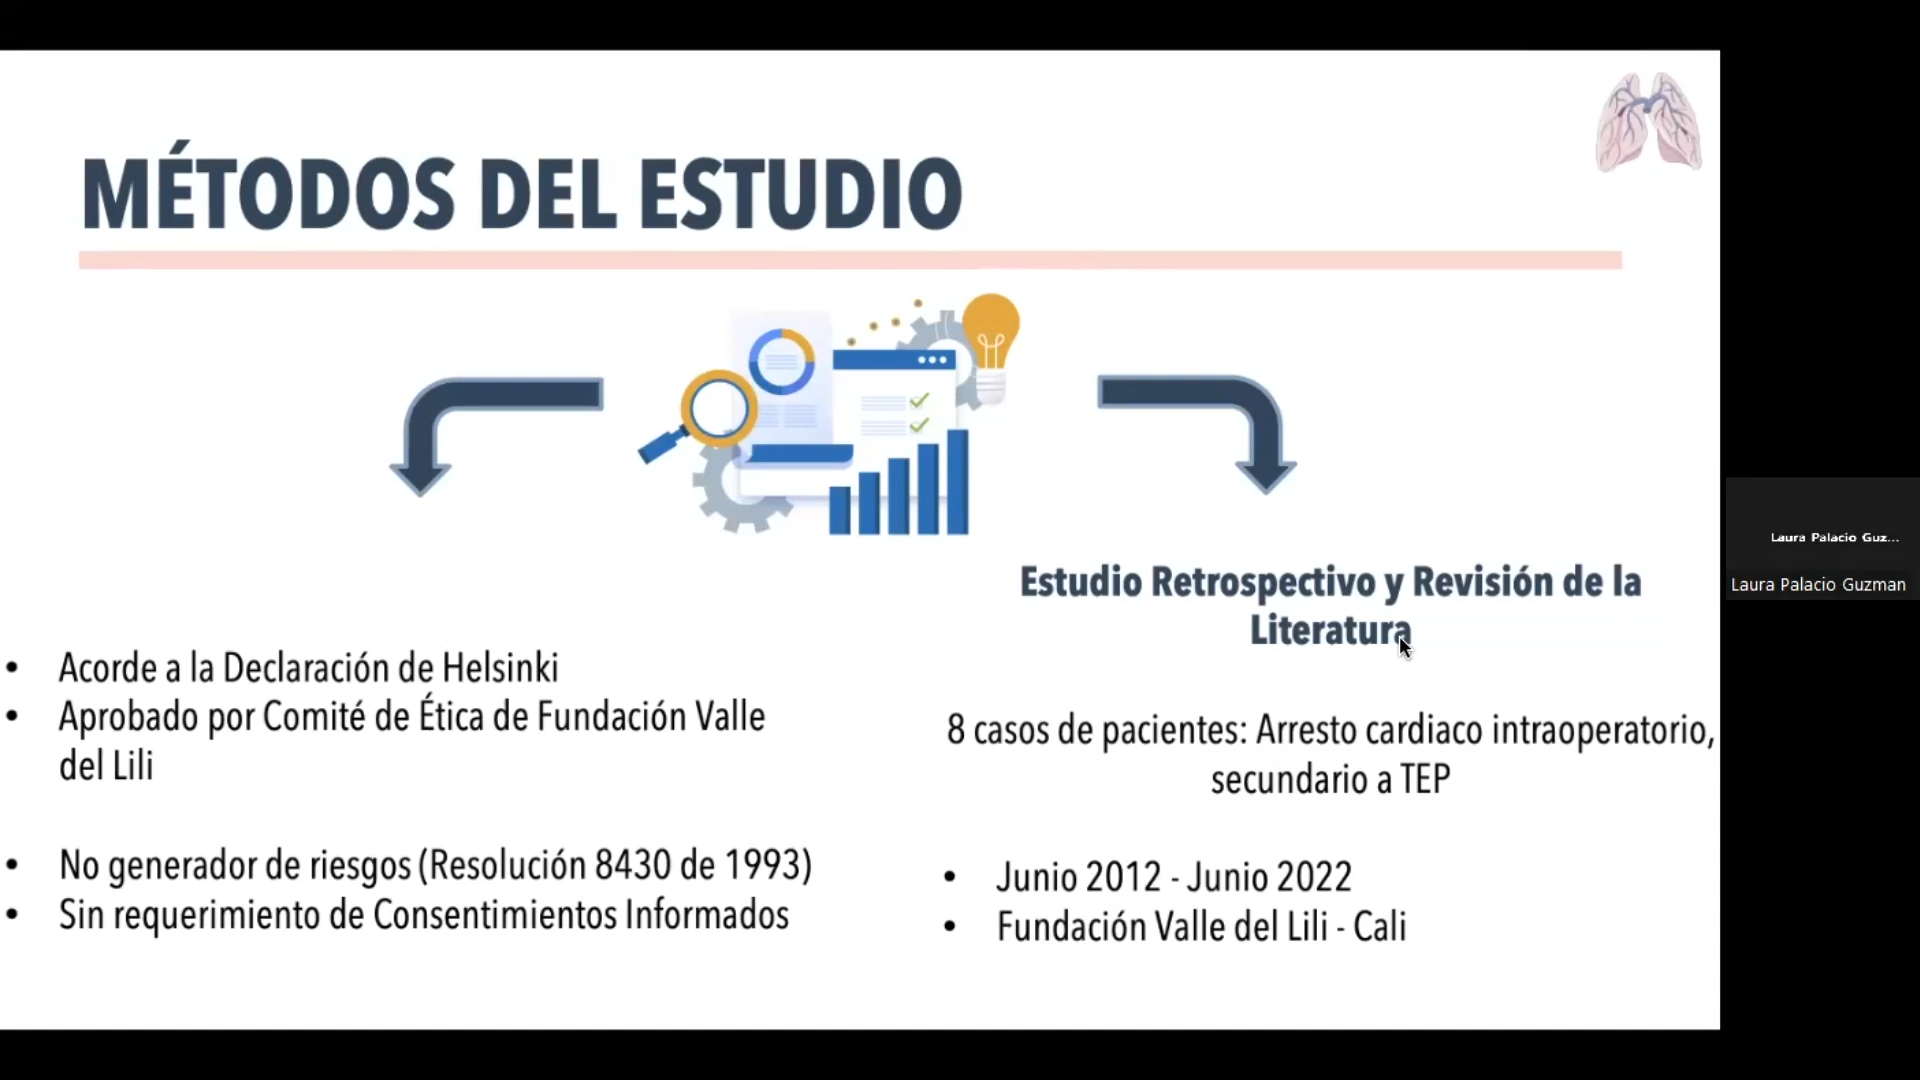 MÉTODOS DEL ESTUDIO
Acorde a la Declaración de Helsinki
Aprobado por Comité de Ética de Fundación Valle
del Lili
No generador de riesgos (Resolución 8430 de 1993)
Sin requerimiento de Consentimientos Informados
Estudio Retrospectivo y Revisión de la
Literatura
8 casos de pacientes: Arresto cardiaco intraoperatorio,
secundario a TEP
Junio 2012 - Junio 2022
Fundación Valle del Lili - Cali
Laura Palacio Guz...
Laura Palacio Guzman